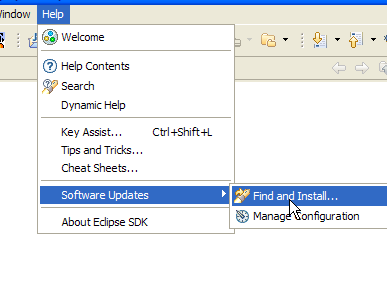 Window Help
Welcome
Help Contents
Search
Dynamic Help
Key Assist... Ctrl+Shift+L
Tips and Tricks...
Cheat Sheets...
Software Updates
Find and Install...
Manage Configuration
About Eclipse SDK